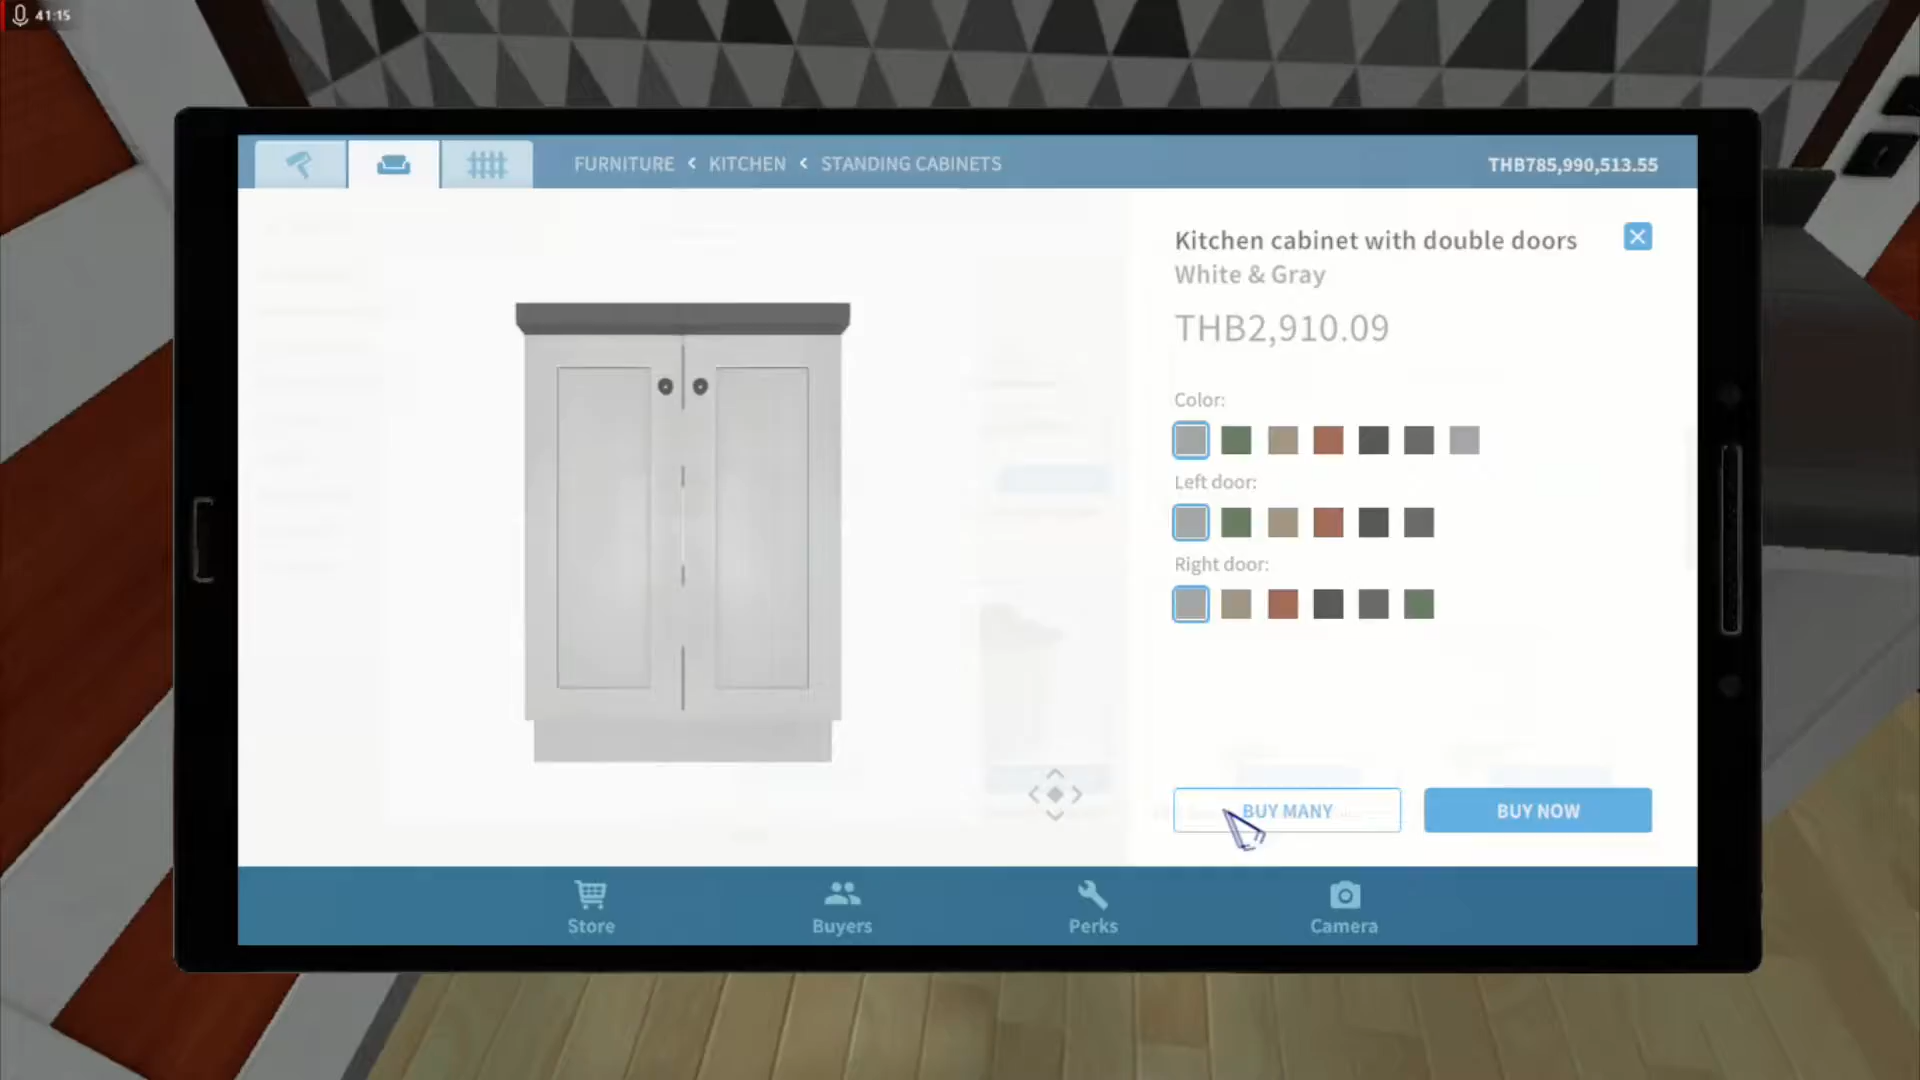 41:15
FURNITURE < KITCHEN < STANDING CABINETS
THB785,990,513.55
Kitchen cabinet with double doors
White & Gray
THB2,910.09
Color:
Left door:
Right door:
BUY MANY
BUY NOW
Store
Buyers
Perks
Camera